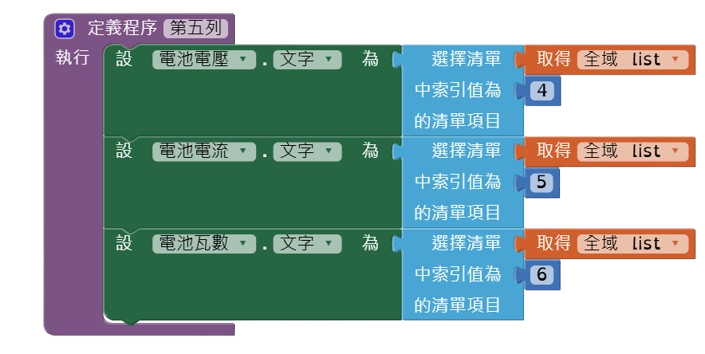 定義程序 第五列
執行 設 電池電壓 . 文字 為 選擇清單 取得 全域 list
中索引值為 4
的清單項目
設 電池電流 . 文字 為 選擇清單 取得 全域 list
中索引值為 5
的清單項目
設 電池瓦數 . 文字 為 選擇清單 取得 全域 list
中索引值為 6
的清單項目